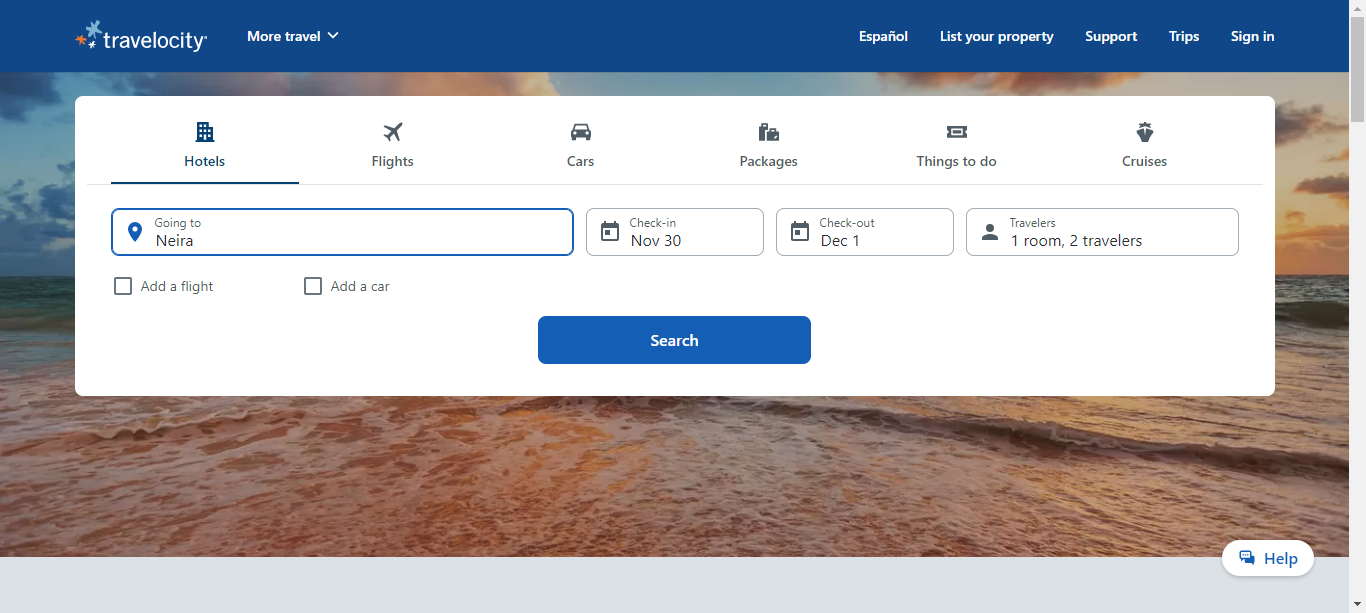 travelocity
More travel
Español
List your property
Support
Trips
Sign in
Hotels
Flights
Cars
Packages
Things to do
Cruises
Going to
Neira
Check-in
Nov 30
Check-out
Dec 1
Travelers
1 room, 2 travelers
Add a flight
Add a car
Search
Help